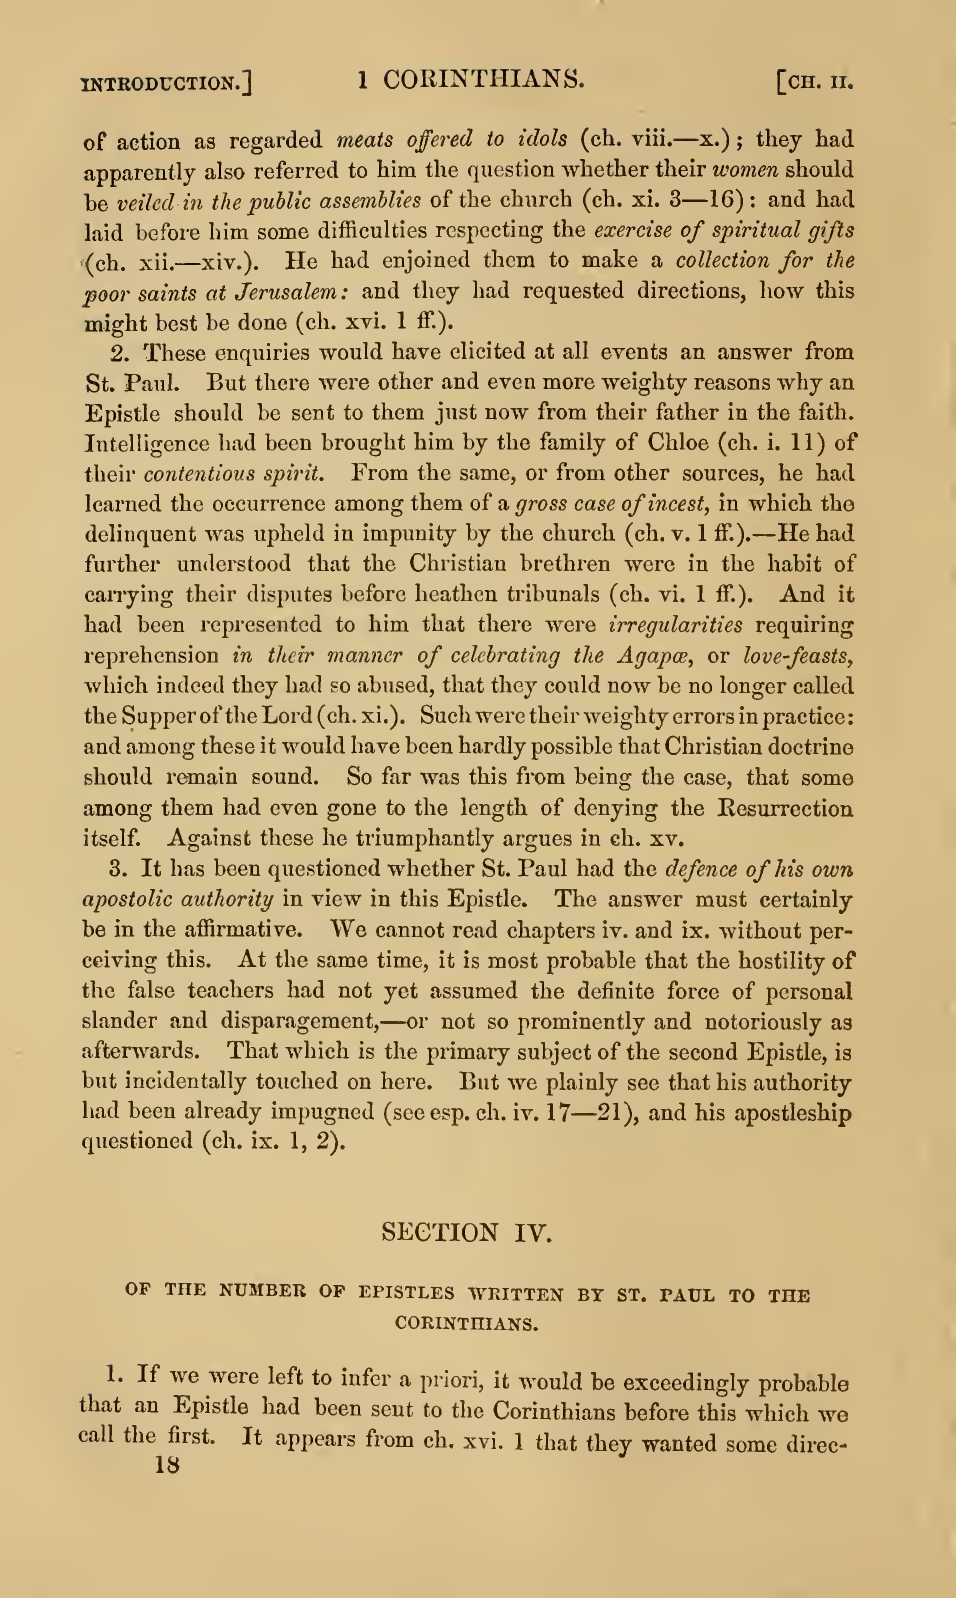 INTRODUCTION.] 1 CORINTHIANS. [CH. II.
of action as regarded meats offered to idols (ch. viii.—x.); they had
apparently also referred to him the question whether their women should
be veiled in the public assemblies of the church (ch. xi. 3—16): and had
laid before him some difficulties respecting the exercise of spiritual gifts
(ch. xii.—xiv.). He had enjoined them to make a collection for the
poor saints at Jerusalem: and they had requested directions, how this
might best be done (ch. xvi. 1 ff.).
2. These enquiries would have elicited at all events an answer from
St. Paul. But there were other and even more weighty reasons why an
Epistle should be sent to them just now from their father in the faith.
Intelligence had been brought him by the family of Chloe (ch. i. 11) of
their contentious spirit. From the same, or from other sources, he had
learned the occurrence among them of a gross case of incest, in which the
delinquent was upheld in impunity by the church (ch. v. 1 ff.).—He had
further understood that the Christian brethren were in the habit of
carrying their disputes before heathen tribunals (ch. vi. 1 ff.). And it
had been represented to him that there were irregularities requiring
reprehension in their manner of celebrating the Agapæ, or love-feasts,
which indeed they had so abused, that they could now be no longer called
the Supper of the Lord (ch. xi.). Such were their weighty errors in practice:
and among these it would have been hardly possible that Christian doctrine
should remain sound. So far was this from being the case, that some
among them had even gone to the length of denying the Resurrection
itself. Against these he triumphantly argues in ch. xv.
3. It has been questioned whether St. Paul had the defence of his own
apostolic authority in view in this Epistle. The answer must certainly
be in the affirmative. We cannot read chapters iv. and ix. without per-
ceiving this. At the same time, it is most probable that the hostility of
the false teachers had not yet assumed the definite force of personal
slander and disparagement,—or not so prominently and notoriously as
afterwards. That which is the primary subject of the second Epistle, is
but incidentally touched on here. But we plainly see that his authority
had been already impugned (see esp. ch. iv. 17—21), and his apostleship
questioned (ch. ix. 1, 2).
SECTION IV.
OF THE NUMBER OF EPISTLES WRITTEN BY ST. PAUL TO THE
CORINTHIANS.
1. If we were left to infer a priori, it would be exceedingly probable
that an Epistle had been sent to the Corinthians before this which we
call the first. It appears from ch. xvi. 1 that they wanted some direc-
18